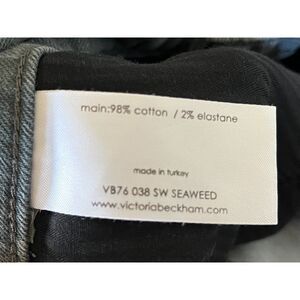 main:98% cotton / 2% elastane
made in turkey
VB76 038 SW SEAWEED
www.victoriabeckham.com